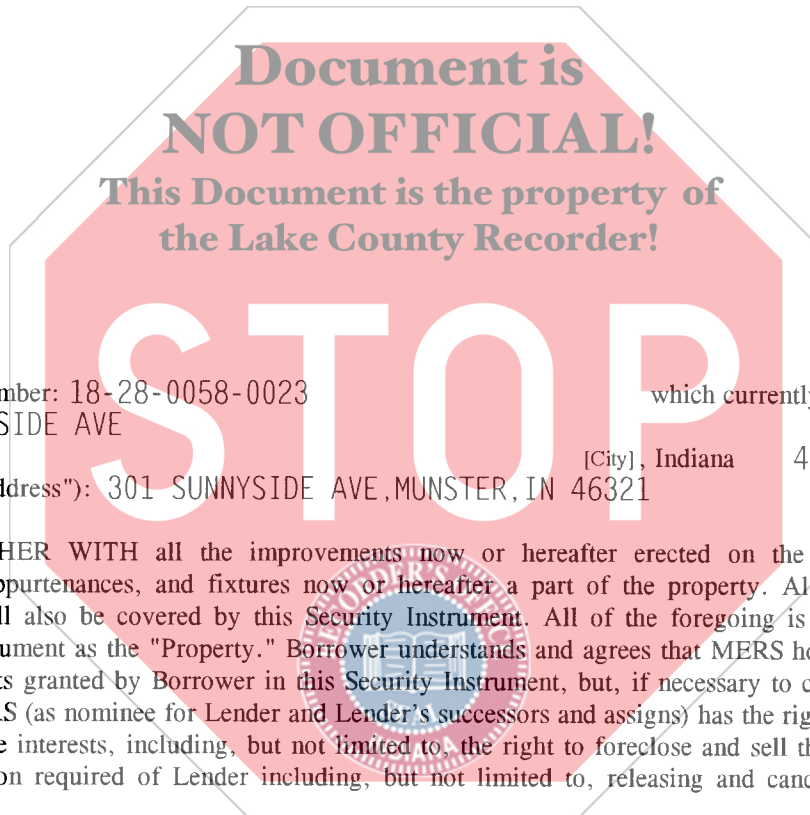 Document is
NOT OFFICIAL!
This Document is the property of
the Lake County Recorder!
STOP
mber: 18-28-0058-0023 which currently
SIDE AVE
[City], Indiana 4
ddress"): 301 SUNNYSIDE AVE,MUNSTER,IN 46321
HER WITH all the improvements now or hereafter erected on the
ppurtenances, and fixtures now or hereafter a part of the property. Al
ll also be covered by this Security Instrument. All of the foregoing is
ument as the "Property." Borrower understands and agrees that MERS ho
ts granted by Borrower in this Security Instrument, but, if necessary to c
RS (as nominee for Lender and Lender's successors and assigns) has the rig
e interests, including, but not limited to, the right to foreclose and sell th
on required of Lender including, but not limited to, releasing and canc
SEAL
INDIANA